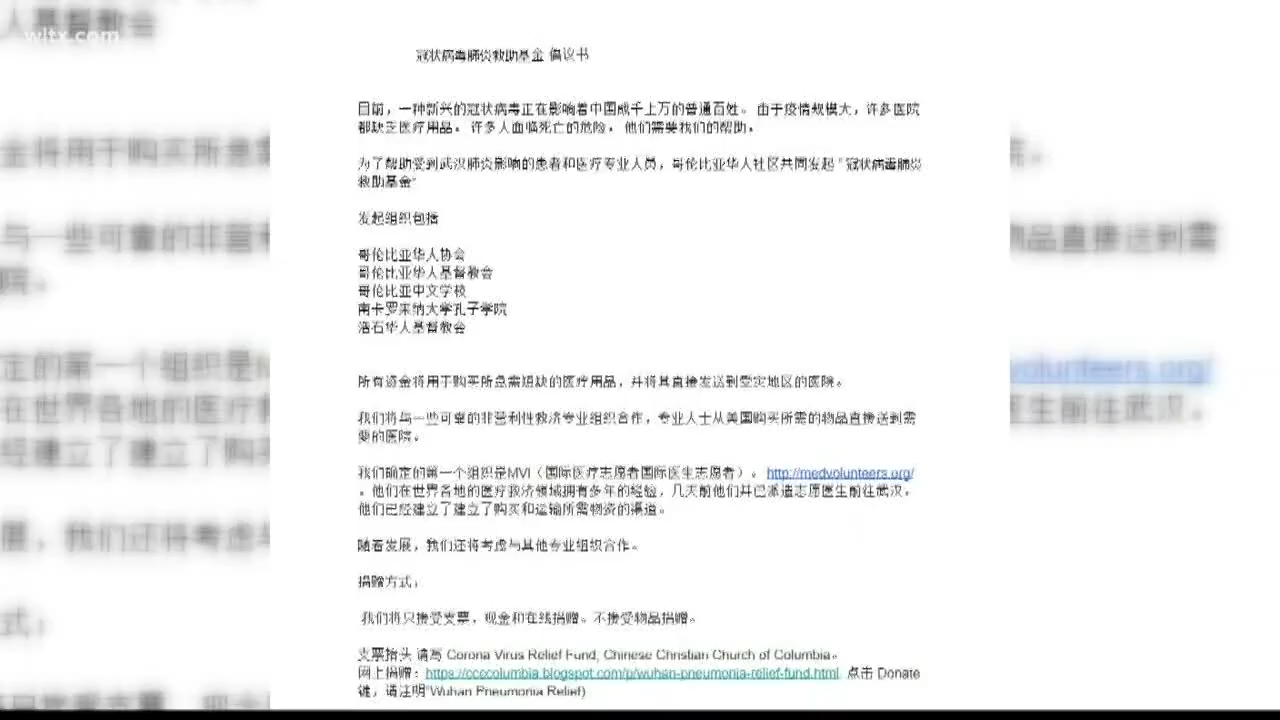 wltx.com
冠状病毒肺炎救助基金 倡议书
目前，一种新兴的冠状病毒正在影响着中国成千上万的普通百姓。 由于疫情规模大，许多医院
都缺乏医疗用品。 许多人面临死亡的危险， 他们需要我们的帮助。
为了帮助受到武汉肺炎影响的患者和医疗专业人员，哥伦比亚华人社区共同发起 “冠状病毒肺炎
救助基金”
发起组织包括
哥伦比亚华人协会
哥伦比亚华人基督教会
哥伦比亚中文学校
南卡罗来纳大学孔子学院
活石华人基督教会
所有资金将用于购买所急需短缺的医疗用品，并将其直接发送到受灾地区的医院。
我们将与一些可靠的非营利性救济专业组织合作，专业人士从美国购买所需的物品直接送到需
要的医院。
我们确定的第一个组织是MVI（国际医疗志愿者国际医生志愿者）。 http://medvolunteers.org/
。他们在世界各地的医疗救济领域拥有多年的经验，几天前他们并已派遣志愿医生前往武汉。
他们已经建立了建立了购买和运输所需物资的渠道。
随着发展，我们还将考虑与其他专业组织合作。
捐赠方式：
我们将只接受支票，现金和在线捐赠。不接受物品捐赠。
支票抬头 请写 Corona Virus Relief Fund, Chinese Christian Church of Columbia。
网上捐赠：https://cccolumbia.blogspot.com/p/wuhan-pneumonia-relief-fund.html 点击 Donate
键，请注明“Wuhan Pneumonia Relief)